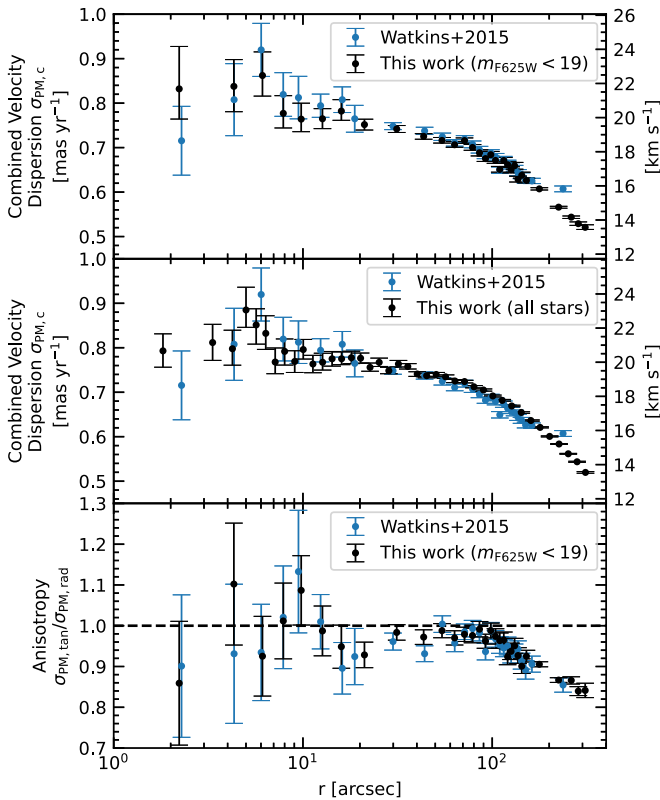 Combined Velocity
Dispersion σPM, c
[mas yr⁻¹]
1.0
0.9
0.8
0.7
0.6
0.5
Watkins+2015
This work (mF625W < 19)
26
24
22
20
18
16
14
12
[km s⁻¹]
Combined Velocity
Dispersion σPM, c
[mas yr⁻¹]
1.0
0.9
0.8
0.7
0.6
0.5
Watkins+2015
This work (all stars)
24
22
20
18
16
14
12
[km s⁻¹]
Anisotropy
σPM, tan/σPM, rad
1.3
1.2
1.1
1.0
0.9
0.8
0.7
Watkins+2015
This work (mF625W < 19)
10⁰
10¹
10²
r [arcsec]